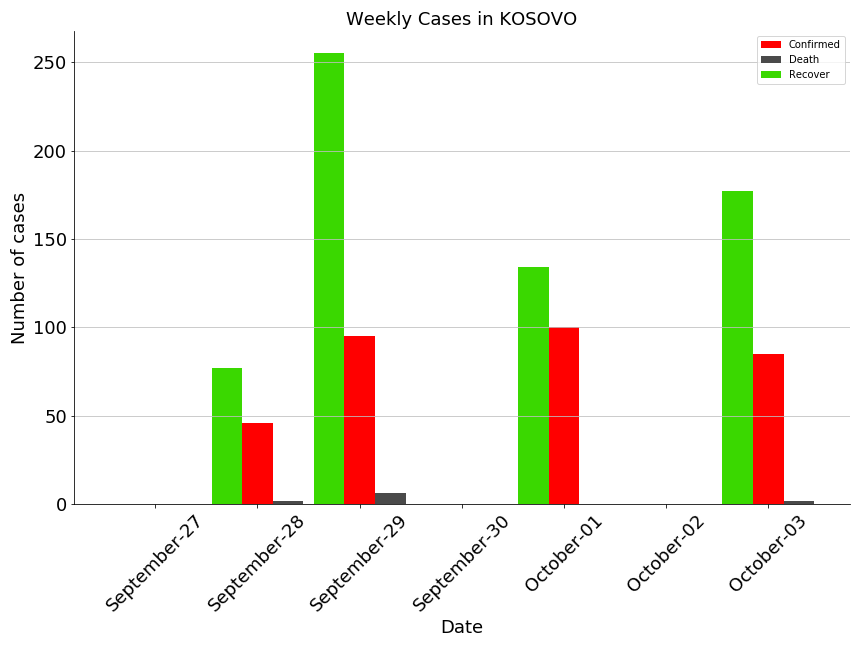 Weekly Cases in KOSOVO
Confirmed
Death
Recover
Number of cases
250
200
150
100
50
0
September-27
September-28
September-29
September-30
October-01
October-02
October-03
Date